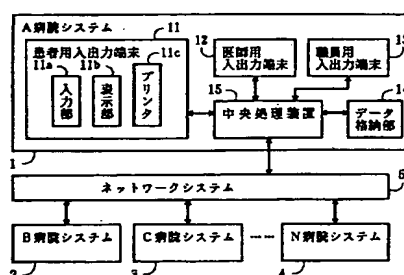 A病院システム
11
患者用入出力端末
11a
11b
11c
入力部
表示部
プリンタ
12
医師用
入出力端末
13
職員用
入出力端末
15
中央処理装置
14
データ
格納部
1
ネットワークシステム
5
B病院システム
C病院システム
N病院システム
2
3
4